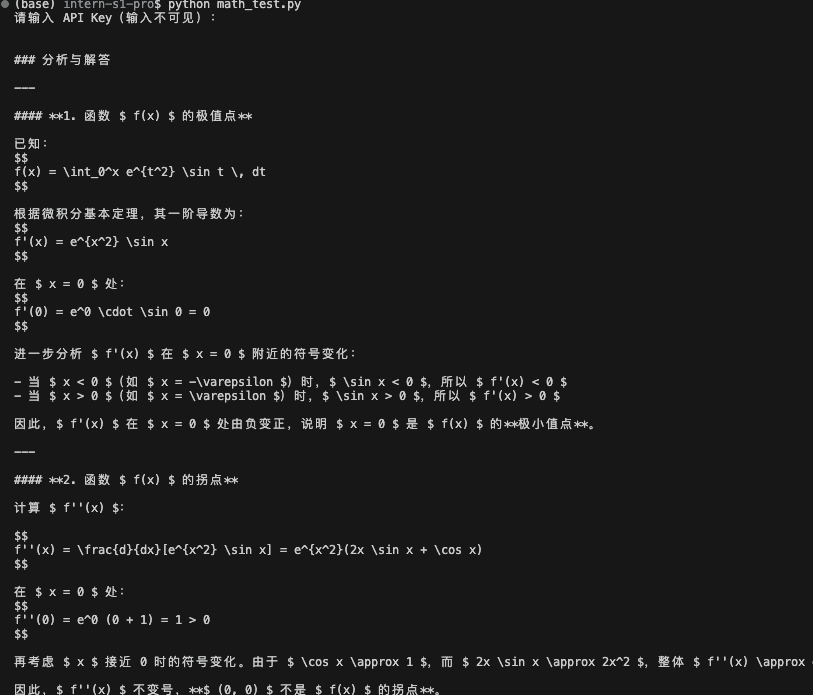 (base) intern-s1-pro$ python math_test.py
请输入 API Key（输入不可见）：
### 分析与解答
---
#### **1. 函数 $ f(x) $ 的极值点**
已知：
$$
f(x) = \int_0^x e^{t^2} \sin t \, dt
$$
根据微积分基本定理，其一阶导数为：
$$
f'(x) = e^{x^2} \sin x
$$
在 $ x = 0 $ 处：
$$
f'(0) = e^0 \cdot \sin 0 = 0
$$
进一步分析 $ f'(x) $ 在 $ x = 0 $ 附近的符号变化：
- 当 $ x < 0 $（如 $ x = -\varepsilon $）时，$ \sin x < 0 $，所以 $ f'(x) < 0 $
- 当 $ x > 0 $（如 $ x = \varepsilon $）时，$ \sin x > 0 $，所以 $ f'(x) > 0 $
因此，$ f'(x) $ 在 $ x = 0 $ 处由负变正，说明 $ x = 0 $ 是 $ f(x) $ 的**极小值点**。
---
#### **2. 函数 $ f(x) $ 的拐点**
计算 $ f''(x) $：
$$
f''(x) = \frac{d}{dx}[e^{x^2} \sin x] = e^{x^2}(2x \sin x + \cos x)
$$
在 $ x = 0 $ 处：
$$
f''(0) = e^0 (0 + 1) = 1 > 0
$$
再考虑 $ x $ 接近 0 时的符号变化。由于 $ \cos x \approx 1 $，而 $ 2x \sin x \approx 2x^2 $，整体 $ f''(x) \approx
因此，$ f''(x) $ 不变号，**$ (0, 0) $ 不是 $ f(x) $ 的拐点**。